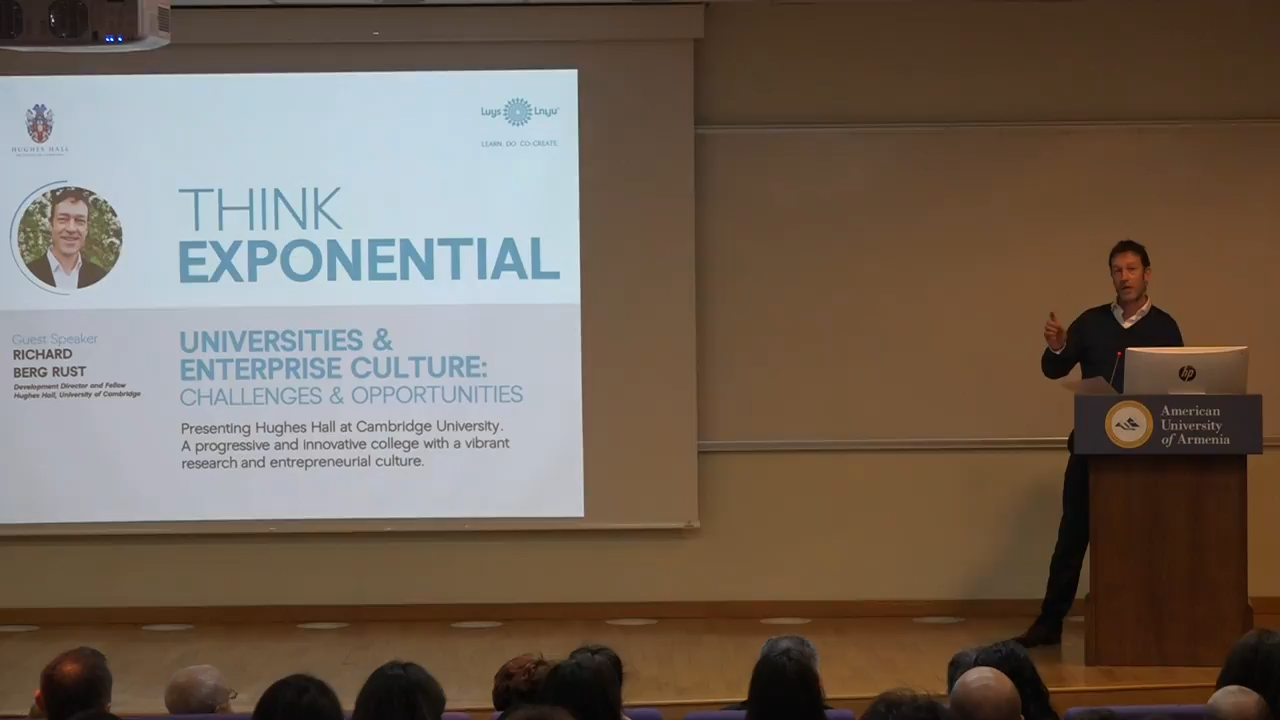 HUGHES HALL
Luys Լույս
LEARN. DO. CO-CREATE.
THINK
EXPONENTIAL
Guest Speaker
RICHARD
BERG RUST
Development Director and Fellow
Hughes Hall, University of Cambridge
UNIVERSITIES &
ENTERPRISE CULTURE:
CHALLENGES & OPPORTUNITIES
Presenting Hughes Hall at Cambridge University.
A progressive and innovative college with a vibrant
research and entrepreneurial culture.
hp
American
University
of Armenia